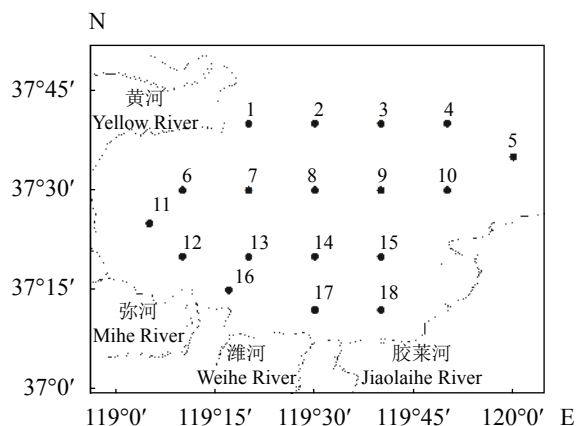 N
37°45′
黄河
Yellow River
1 2 3 4
5
37°30′
6 7 8 9 10
11
12 13 14 15
37°15′
16
17 18
弥河
Mihe River
潍河
Weihe River
胶莱河
Jiaolaihe River
37°0′
119°0′ 119°15′ 119°30′ 119°45′ 120°0′ E